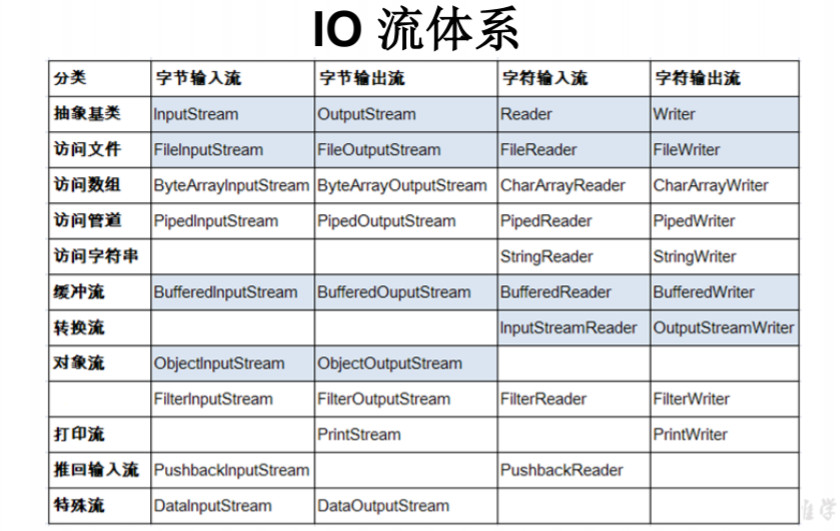 IO 流体系
分类 字节输入流 字节输出流 字符输入流 字符输出流
抽象基类 InputStream OutputStream Reader Writer
访问文件 FileInputStream FileOutputStream FileReader FileWriter
访问数组 ByteArrayInputStream ByteArrayOutputStream CharArrayReader CharArrayWriter
访问管道 PipedInputStream PipedOutputStream PipedReader PipedWriter
访问字符串 StringReader StringWriter
缓冲流 BufferedInputStream BufferedOuputStream BufferedReader BufferedWriter
转换流 InputStreamReader OutputStreamWriter
对象流 ObjectInputStream ObjectOutputStream
FilterInputStream FilterOutputStream FilterReader FilterWriter
打印流 PrintStream PrintWriter
推回输入流 PushbackInputStream PushbackReader
特殊流 DataInputStream DataOutputStream